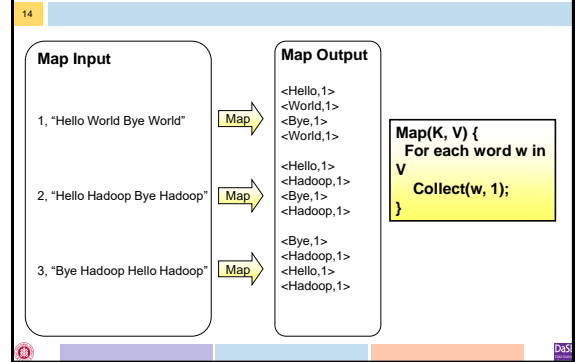 14
Map Input
1, "Hello World Bye World"
2, "Hello Hadoop Bye Hadoop"
3, "Bye Hadoop Hello Hadoop"
Map
Map
Map
Map Output
<Hello,1>
<World,1>
<Bye,1>
<World,1>
<Hello,1>
<Hadoop,1>
<Bye,1>
<Hadoop,1>
<Bye,1>
<Hadoop,1>
<Hello,1>
<Hadoop,1>
Map(K, V) {
For each word w in
V
Collect(w, 1);
}